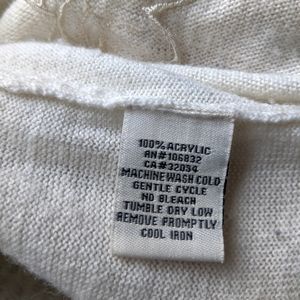 100% ACRYLIC
RN#106832
CA#32034
MACHINE WASH COLD
GENTLE CYCLE
NO BLEACH
TUMBLE DRY LOW
REMOVE PROMPTLY
COOL IRON